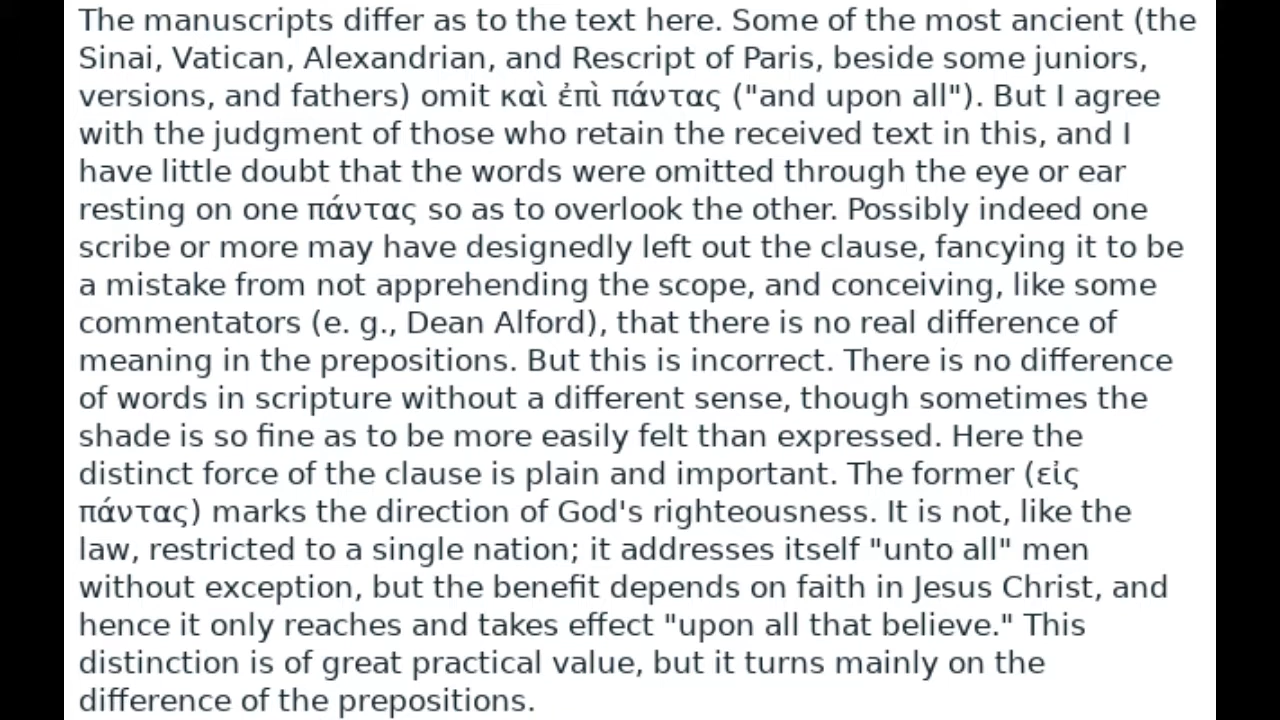 The manuscripts differ as to the text here. Some of the most ancient (the
Sinai, Vatican, Alexandrian, and Rescript of Paris, beside some juniors,
versions, and fathers) omit καὶ ἐπὶ πάντας ("and upon all"). But I agree
with the judgment of those who retain the received text in this, and I
have little doubt that the words were omitted through the eye or ear
resting on one πάντας so as to overlook the other. Possibly indeed one
scribe or more may have designedly left out the clause, fancying it to be
a mistake from not apprehending the scope, and conceiving, like some
commentators (e. g., Dean Alford), that there is no real difference of
meaning in the prepositions. But this is incorrect. There is no difference
of words in scripture without a different sense, though sometimes the
shade is so fine as to be more easily felt than expressed. Here the
distinct force of the clause is plain and important. The former (εἰς
πάντας) marks the direction of God's righteousness. It is not, like the
law, restricted to a single nation; it addresses itself "unto all" men
without exception, but the benefit depends on faith in Jesus Christ, and
hence it only reaches and takes effect "upon all that believe." This
distinction is of great practical value, but it turns mainly on the
difference of the prepositions.